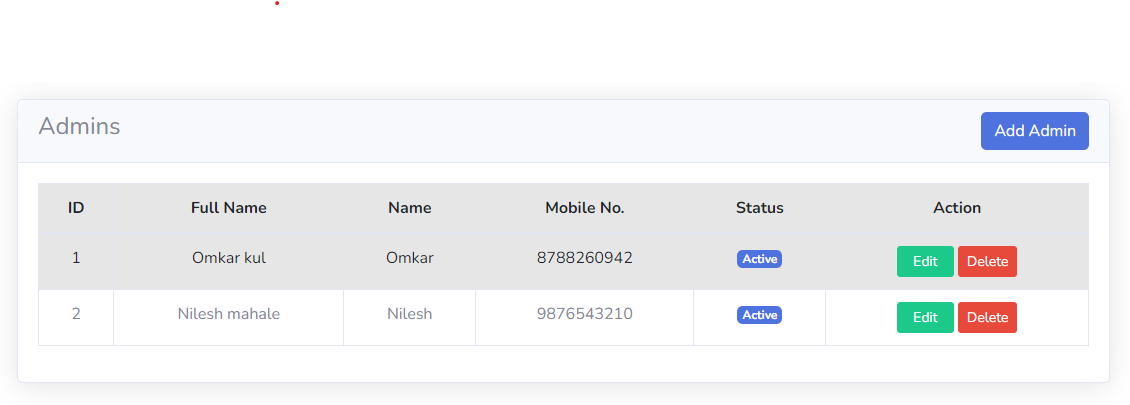 Admins
Add Admin
ID Full Name Name Mobile No. Status Action
1 Omkar kul Omkar 8788260942 Active Edit Delete
2 Nilesh mahale Nilesh 9876543210 Active Edit Delete